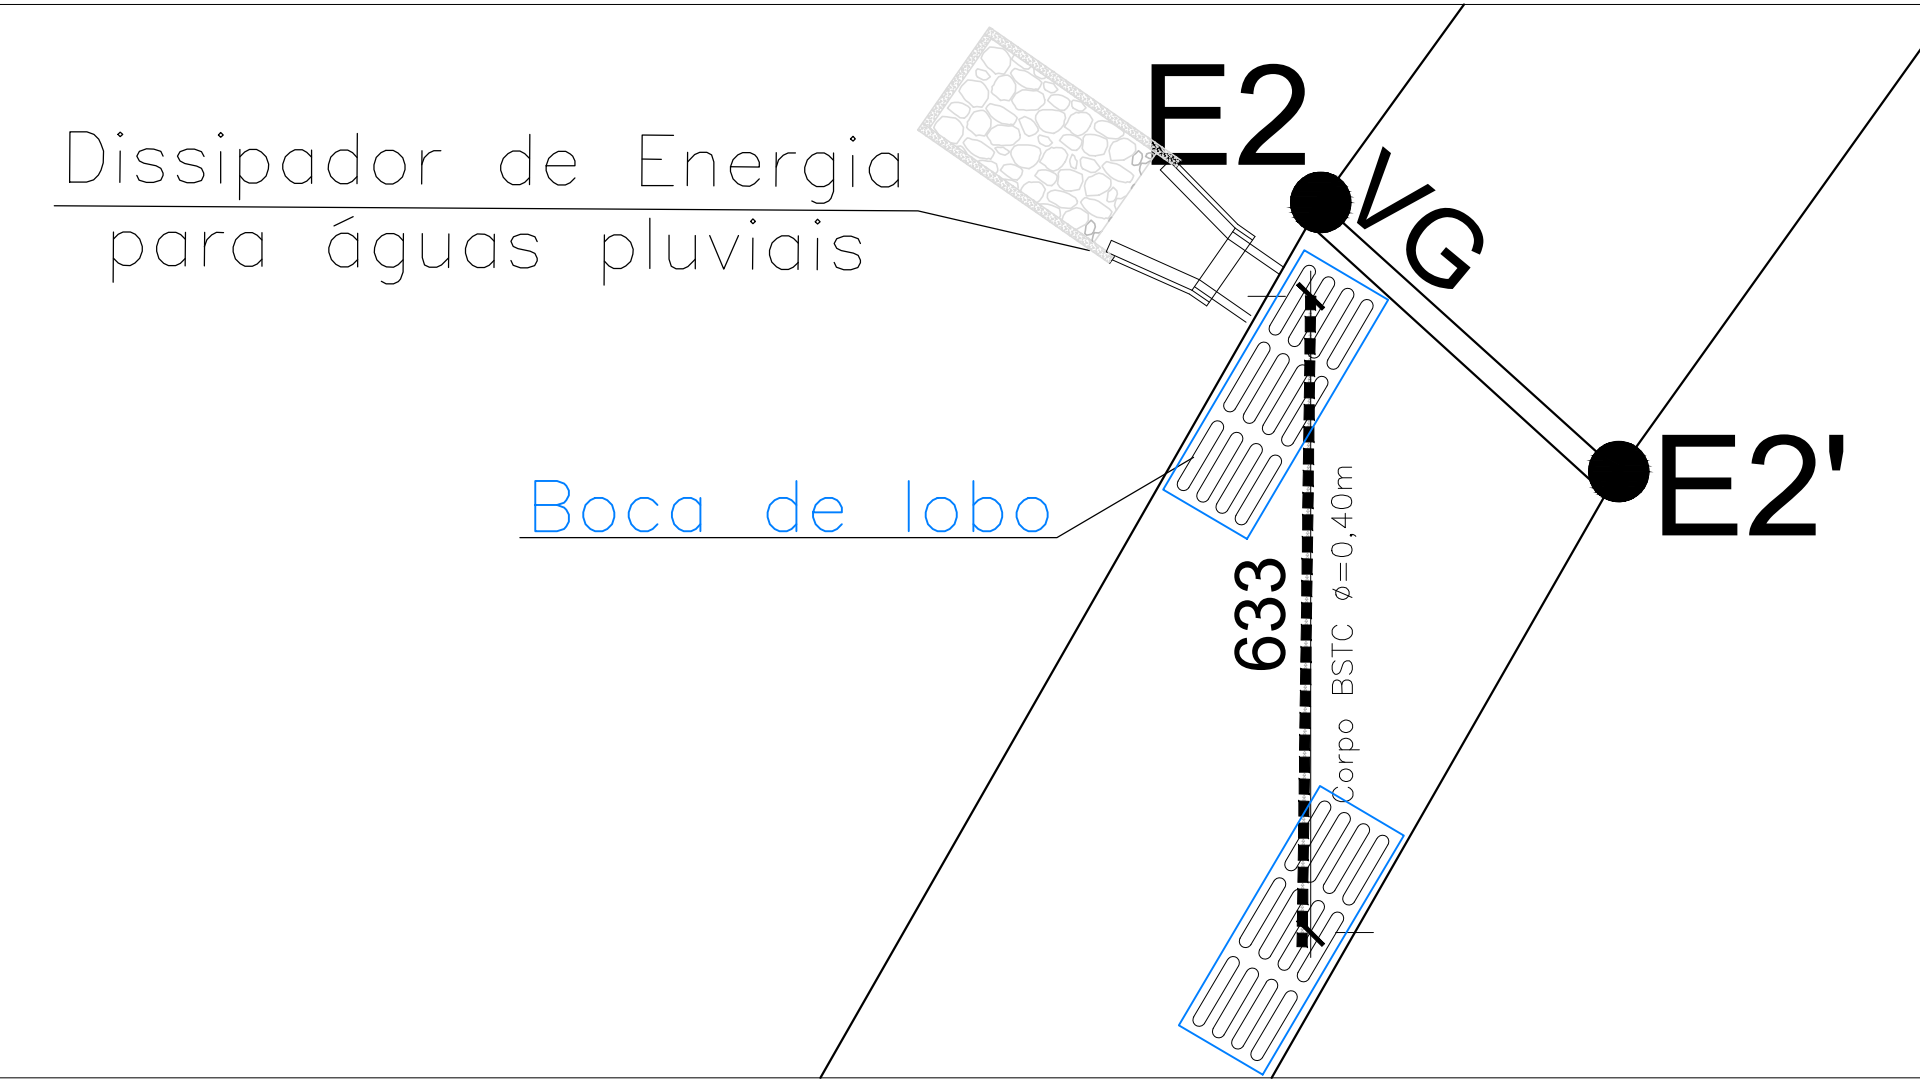 E2
Dissipador de Energia
para águas pluviais
VG
E2'
Boca de lobo
633
Corpo BSTC ø=0,40m